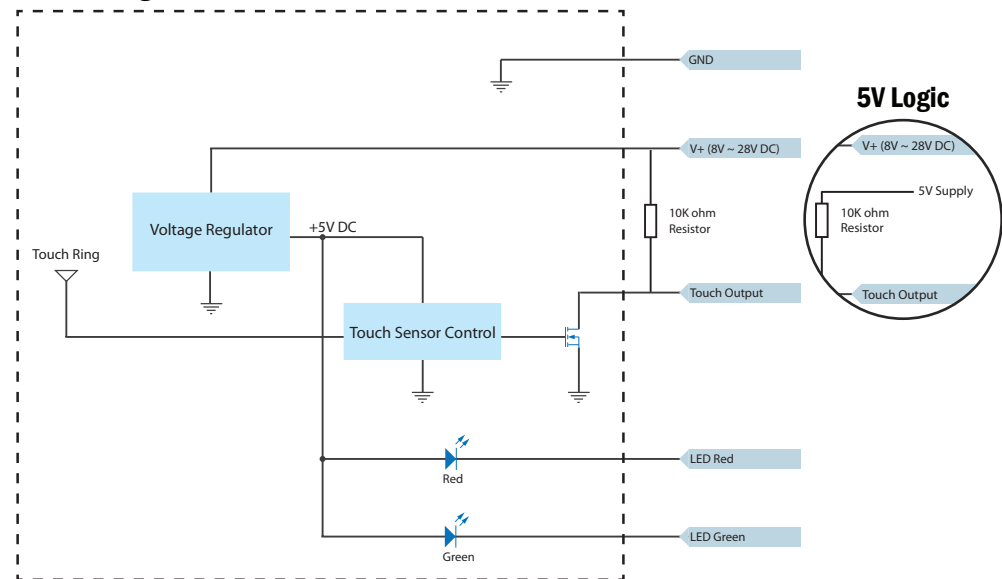 GND
5V Logic
V+ (8V ~ 28V DC)
V+ (8V ~ 28V DC)
5V Supply
10K ohm
Resistor
10K ohm
Resistor
Voltage Regulator
+5V DC
Touch Ring
Touch Output
Touch Output
Touch Sensor Control
LED Red
Red
LED Green
Green